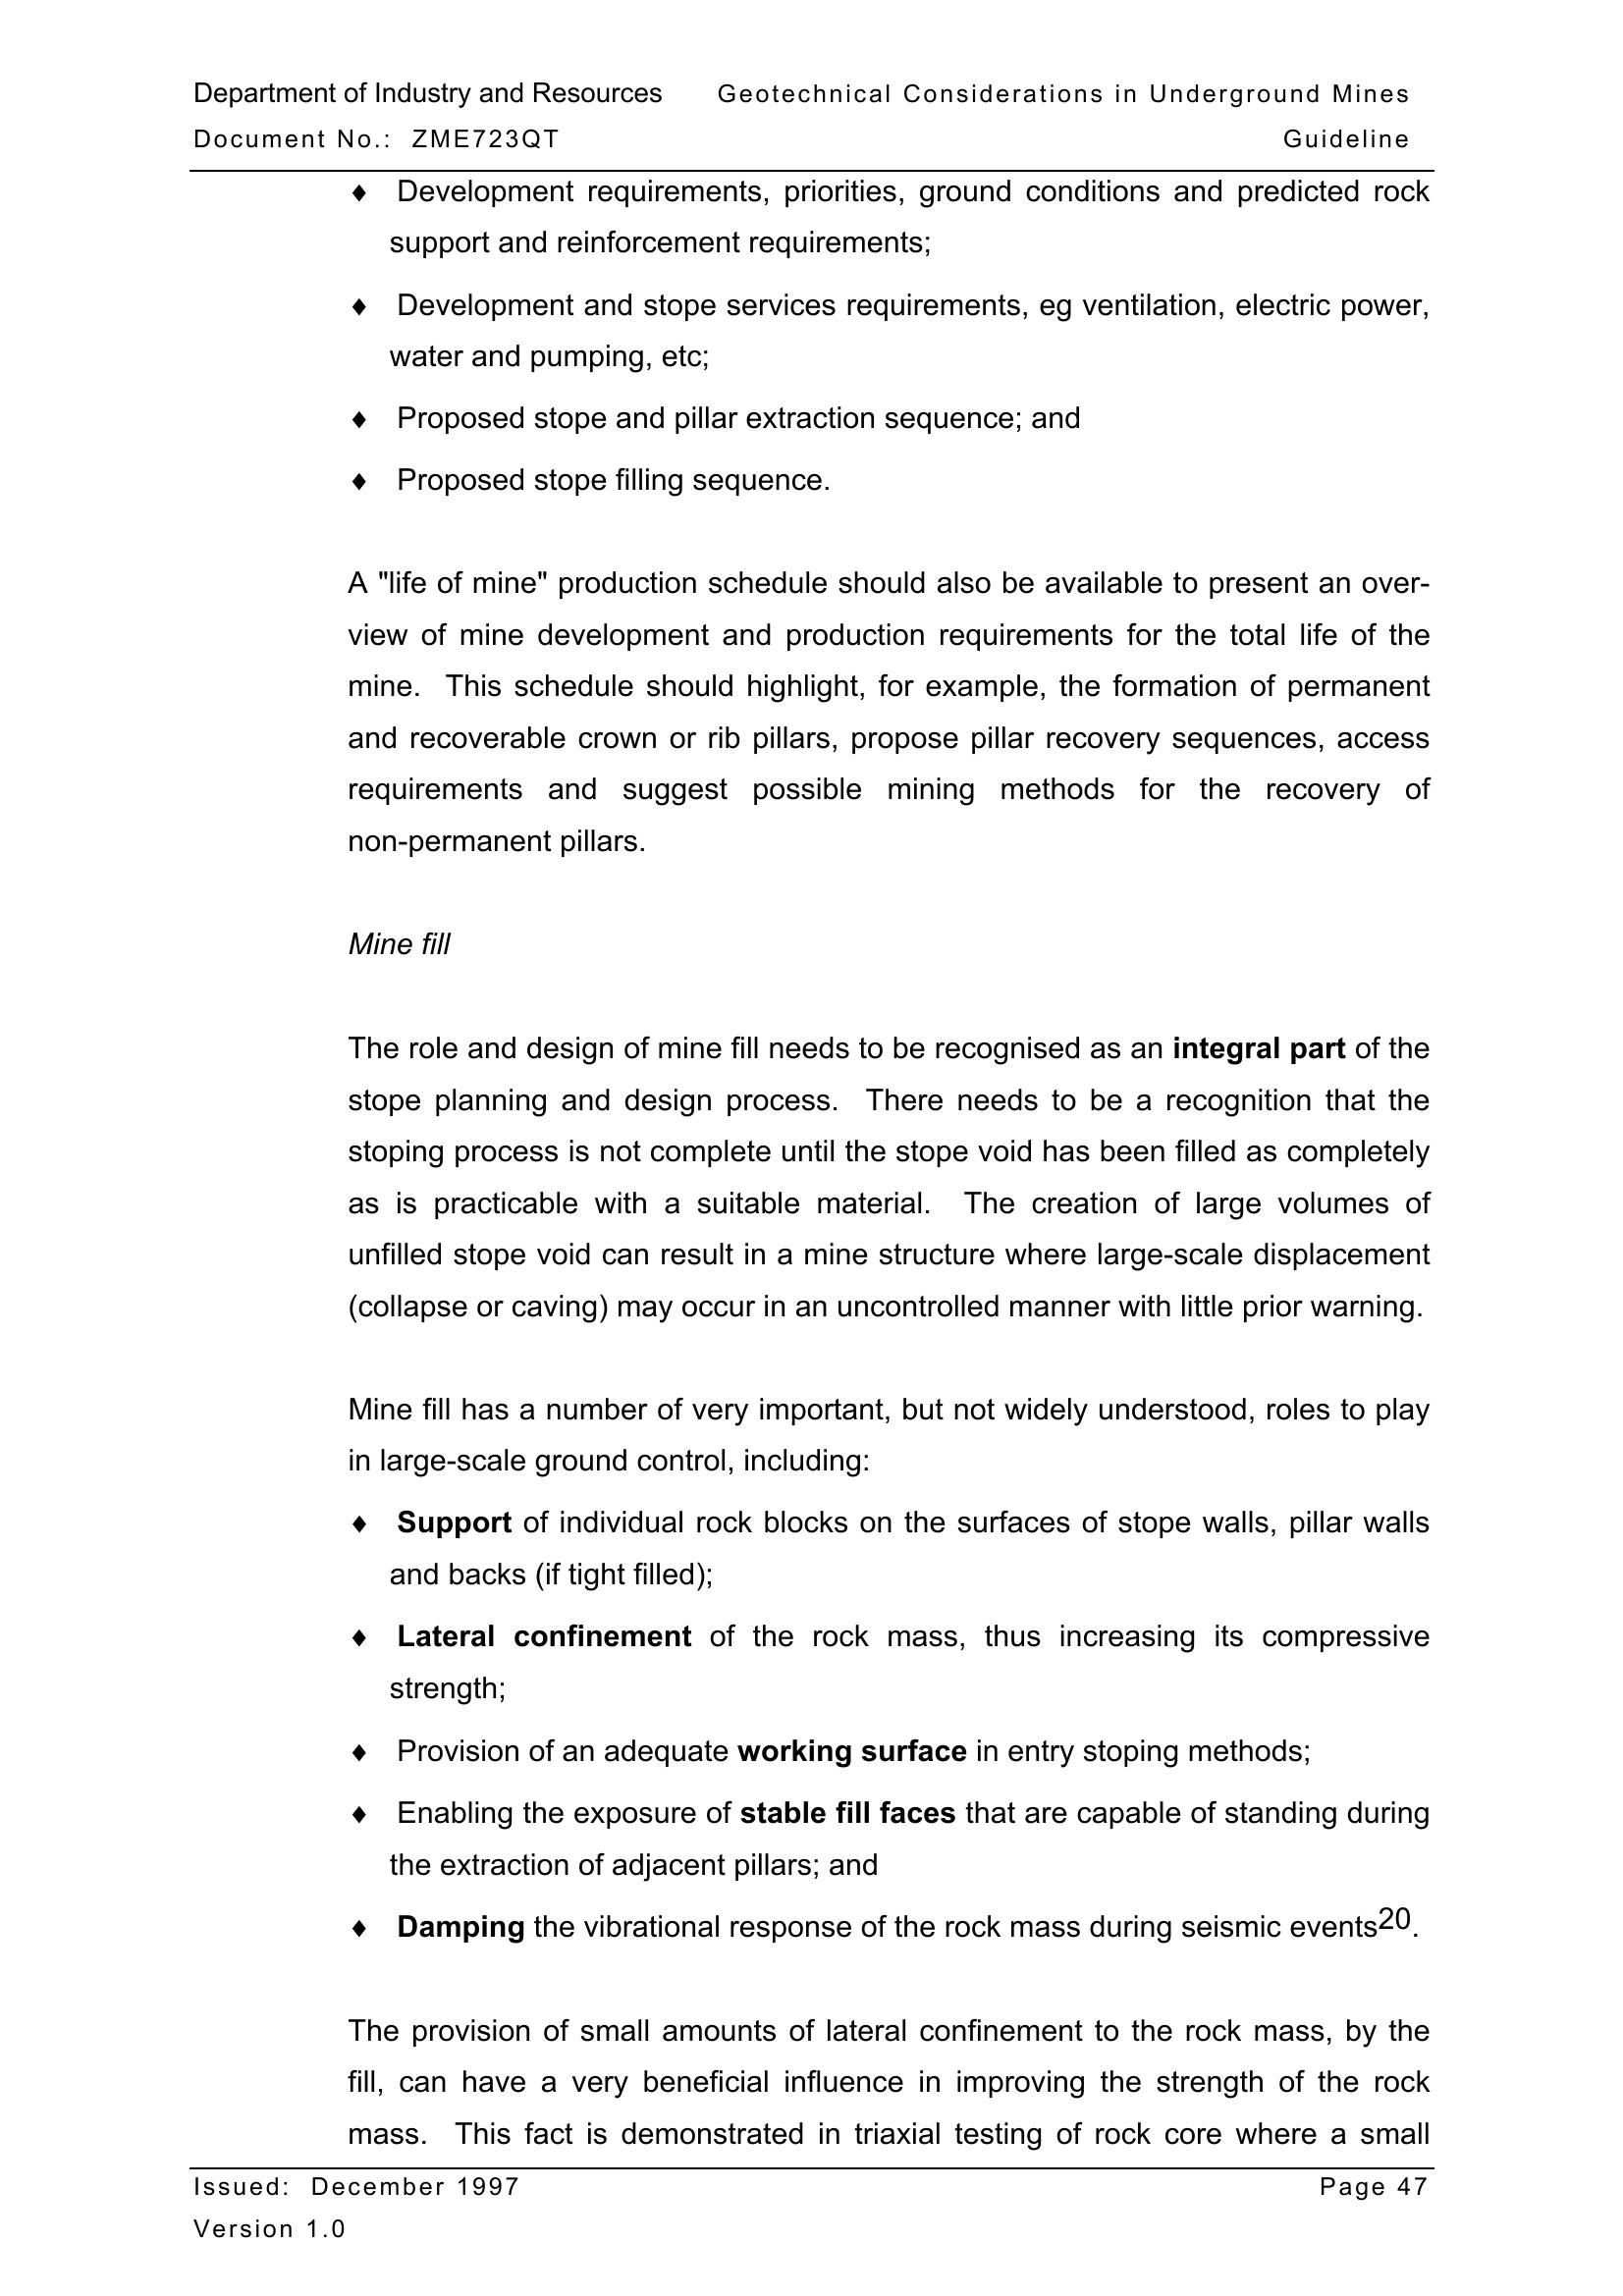 Department of Industry and Resources Geotechnical Considerations in Underground Mines
Document No.: ZME723QT Guideline
♦ Development requirements, priorities, ground conditions and predicted rock
support and reinforcement requirements;
♦ Development and stope services requirements, eg ventilation, electric power,
water and pumping, etc;
♦ Proposed stope and pillar extraction sequence; and
♦ Proposed stope filling sequence.
A "life of mine" production schedule should also be available to present an over-
view of mine development and production requirements for the total life of the
mine. This schedule should highlight, for example, the formation of permanent
and recoverable crown or rib pillars, propose pillar recovery sequences, access
requirements and suggest possible mining methods for the recovery of
non-permanent pillars.
Mine fill
The role and design of mine fill needs to be recognised as an integral part of the
stope planning and design process. There needs to be a recognition that the
stoping process is not complete until the stope void has been filled as completely
as is practicable with a suitable material. The creation of large volumes of
unfilled stope void can result in a mine structure where large-scale displacement
(collapse or caving) may occur in an uncontrolled manner with little prior warning.
Mine fill has a number of very important, but not widely understood, roles to play
in large-scale ground control, including:
♦ Support of individual rock blocks on the surfaces of stope walls, pillar walls
and backs (if tight filled);
♦ Lateral confinement of the rock mass, thus increasing its compressive
strength;
♦ Provision of an adequate working surface in entry stoping methods;
♦ Enabling the exposure of stable fill faces that are capable of standing during
the extraction of adjacent pillars; and
♦ Damping the vibrational response of the rock mass during seismic events20.
The provision of small amounts of lateral confinement to the rock mass, by the
fill, can have a very beneficial influence in improving the strength of the rock
mass. This fact is demonstrated in triaxial testing of rock core where a small
Issued: December 1997 Page 47
Version 1.0